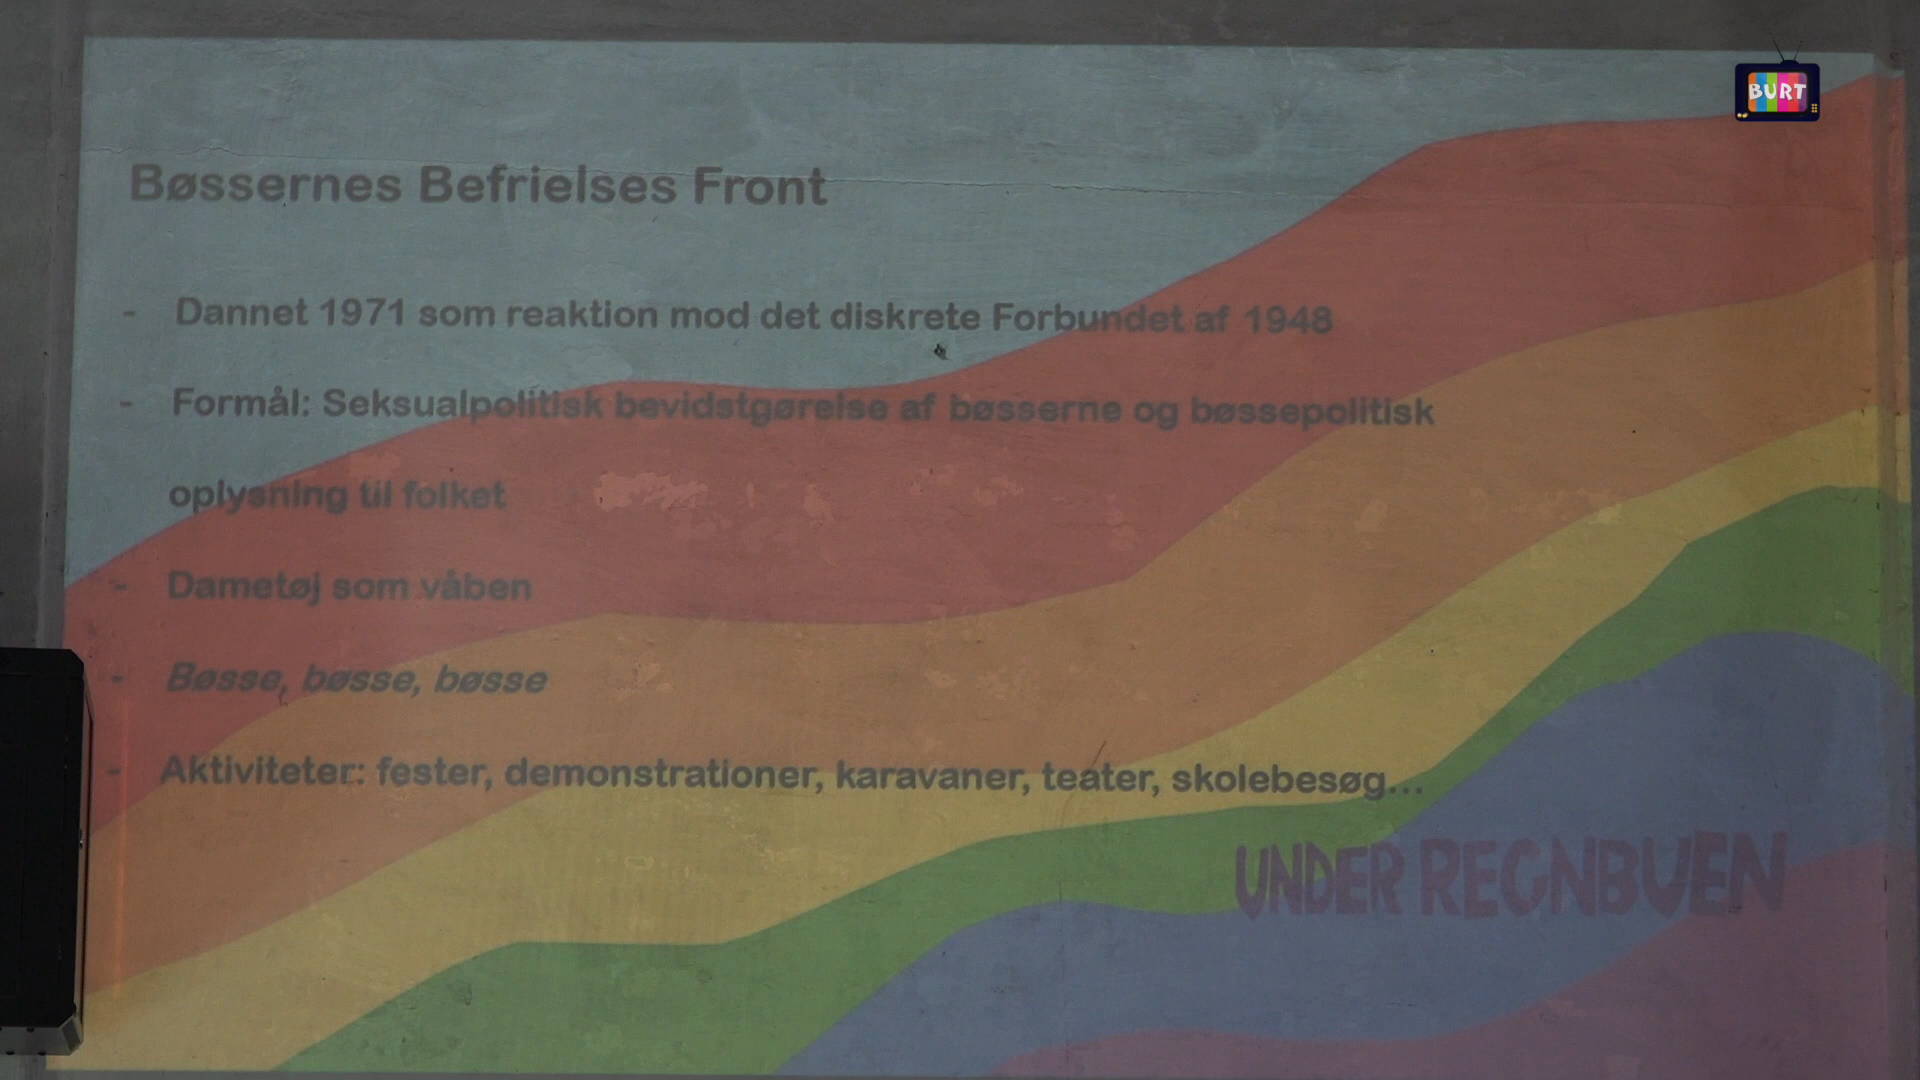 BURT
Bøssernes Befrielses Front
- Dannet 1971 som reaktion mod det diskrete Forbundet af 1948
- Formål: Seksualpolitisk bevidstgørelse af bøsserne og bøssepolitisk
oplysning til folket
- Dametøj som våben
- Bøsse, bøsse, bøsse
- Aktiviteter: fester, demonstrationer, karavaner, teater, skolebesøg...
UNDER REGNBUEN